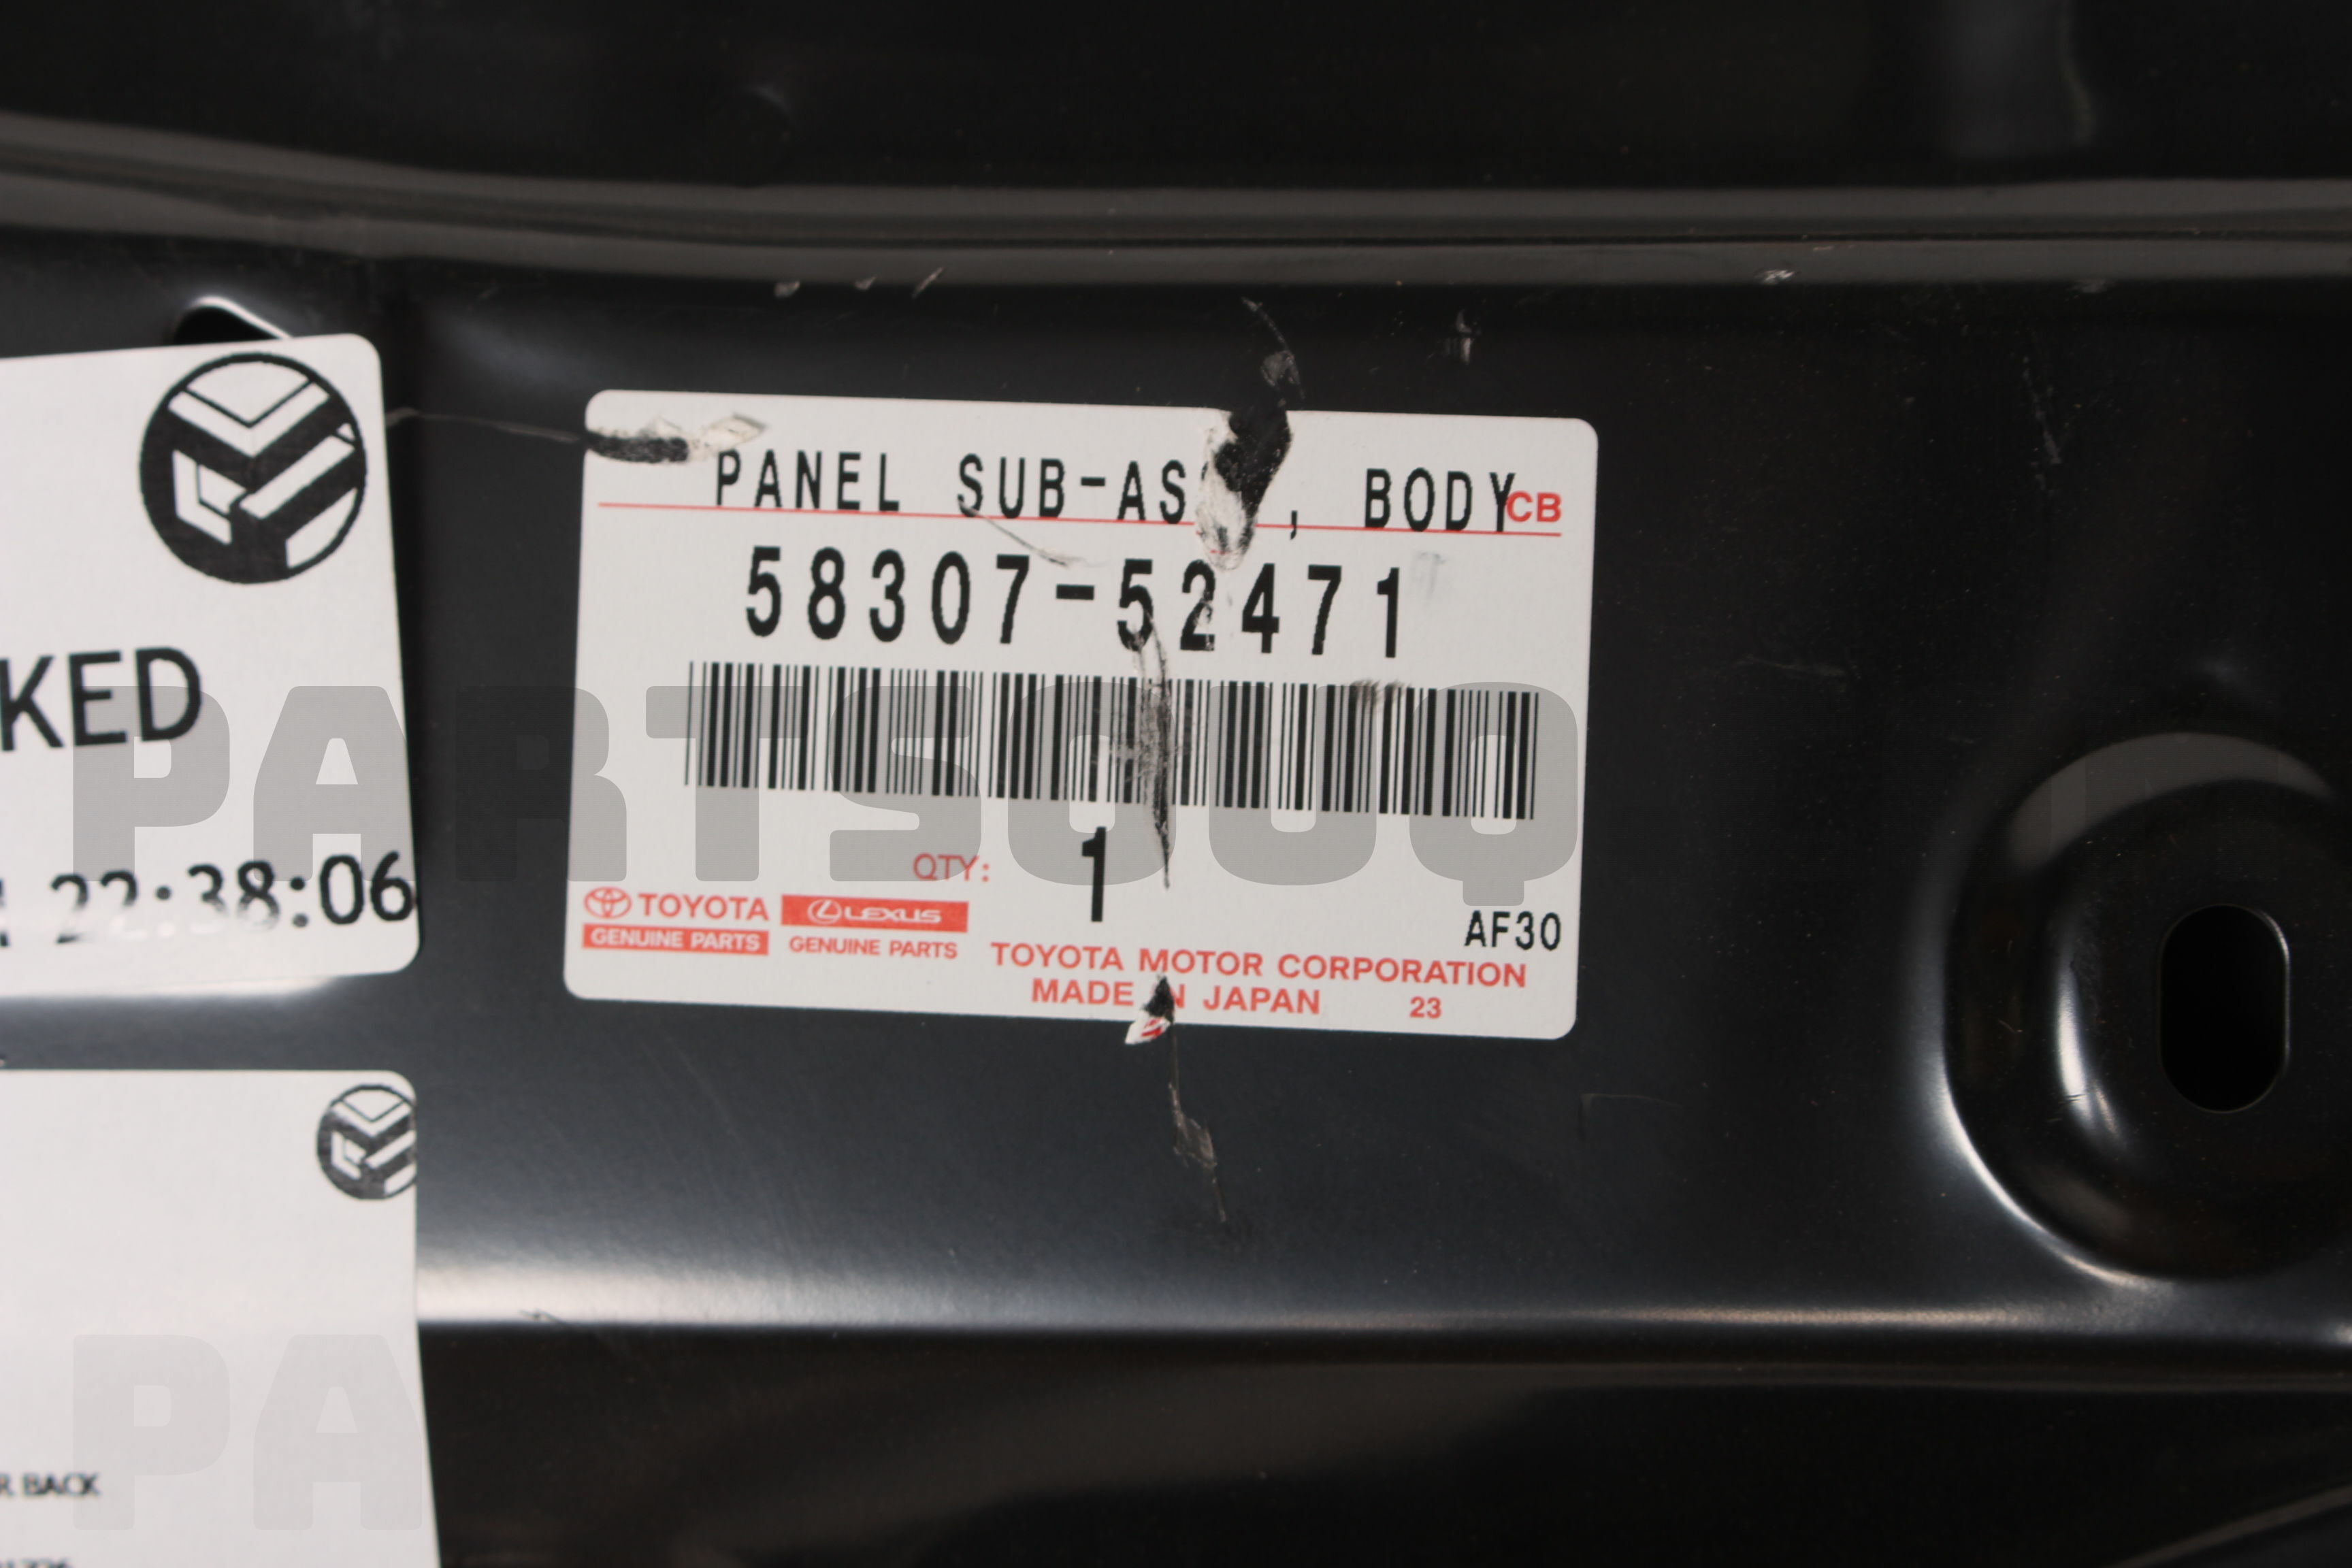 PANEL SUB-AS , BODY CB
58307-52471
QTY: 1
AF30
TOYOTA
GENUINE PARTS
LEXUS
GENUINE PARTS
TOYOTA MOTOR CORPORATION
MADE IN JAPAN 23
KED
22:38:06
R BACK
PARTSOUQ
PA